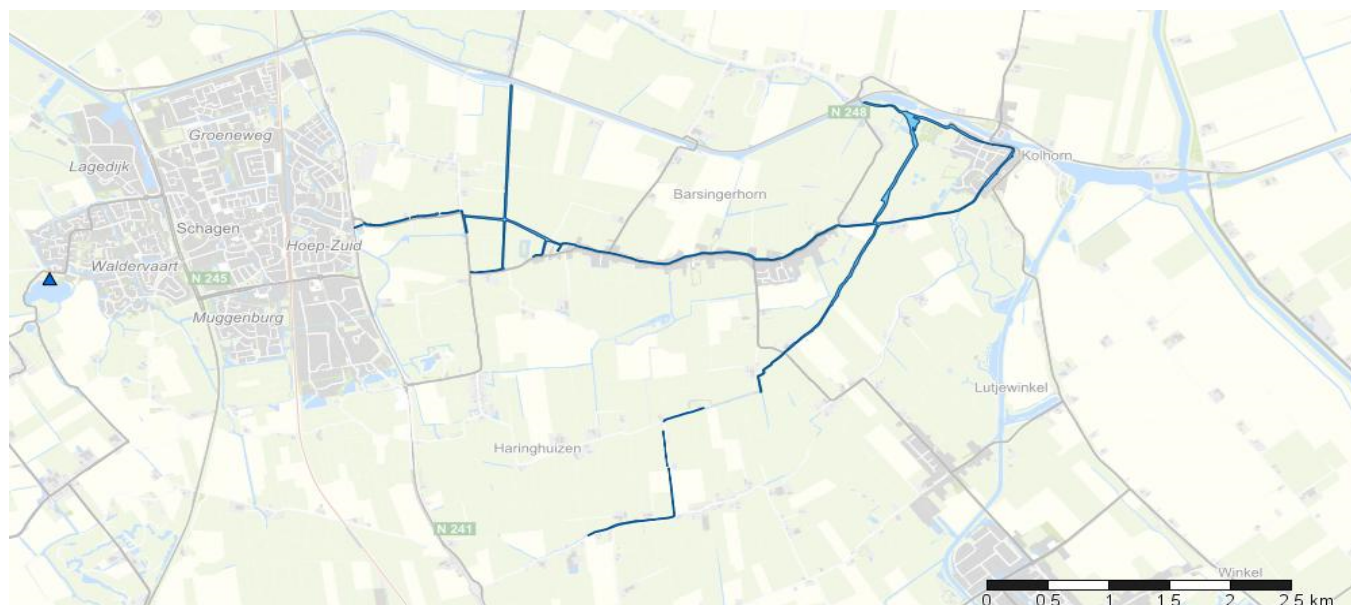 Groeneweg
N 248
Lagedijk
Kolhorn
Barsingerhorn
Schagen
Hoep-Zuid
Waldervaart
N 245
Muggenburg
Lutjewinkel
Haringhuizen
N 241
Winkel
0 0.5 1 1.5 2 2.5 km